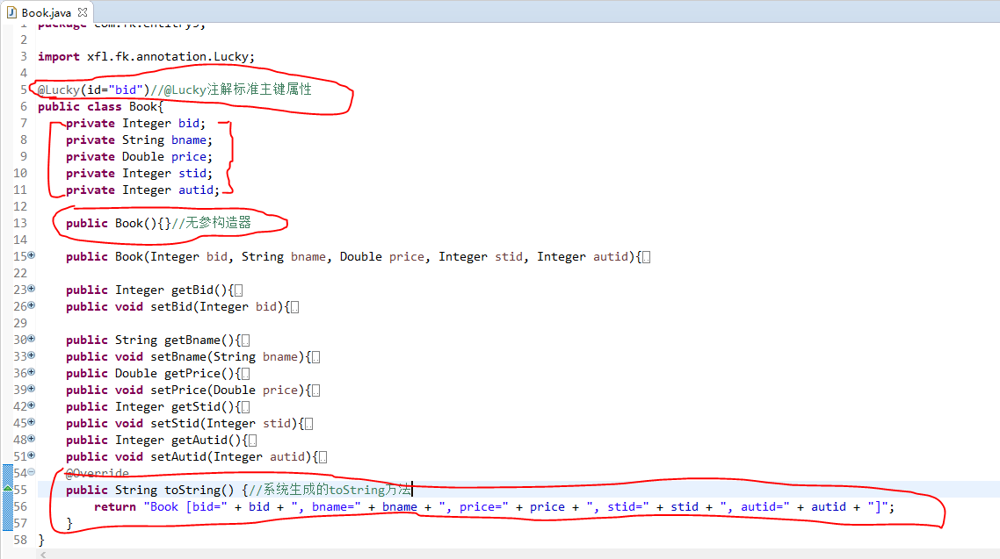 Book.java
1 package com.fk.entity9;
2
3 import xfl.fk.annotation.Lucky;
4
5 @Lucky(id="bid")//@Lucky注解标准主键属性
6 public class Book{
7 private Integer bid;
8 private String bname;
9 private Double price;
10 private Integer stid;
11 private Integer autid;
12
13 public Book(){}//无参构造器
14
15 public Book(Integer bid, String bname, Double price, Integer stid, Integer autid){
22
23 public Integer getBid(){
26 public void setBid(Integer bid){
29
30 public String getBname(){
33 public void setBname(String bname){
36 public Double getPrice(){
39 public void setPrice(Double price){
42 public Integer getStid(){
45 public void setStid(Integer stid){
48 public Integer getAutid(){
51 public void setAutid(Integer autid){
54 @Override
55 public String toString() {//系统生成的toString方法
56 return "Book [bid=" + bid + ", bname=" + bname + ", price=" + price + ", stid=" + stid + ", autid=" + autid + "]";
57 }
58 }